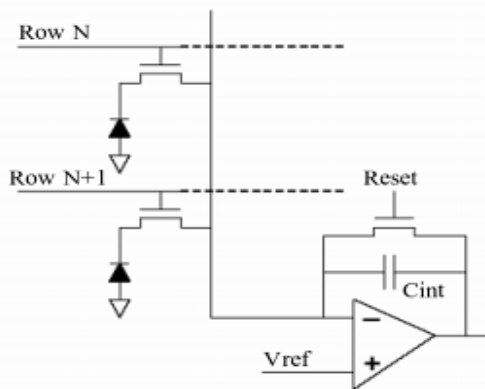 Row N
Row N+1
Reset
Cint
−
Vref
+